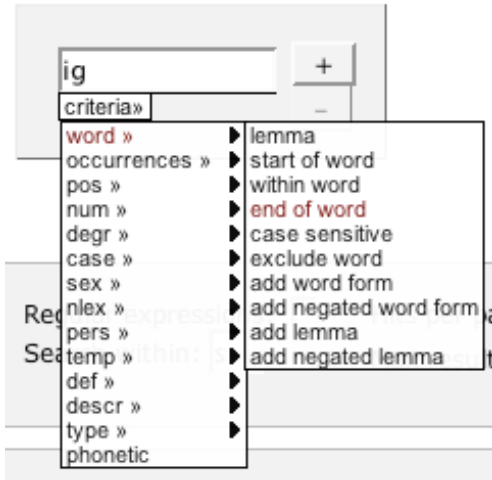 ig
+
criteria»
-
word »
occurrences »
pos »
num »
degr »
case »
sex »
nlex »
pers »
temp »
def »
descr »
type »
phonetic
lemma
start of word
within word
end of word
case sensitive
exclude word
add word form
add negated word form
add lemma
add negated lemma